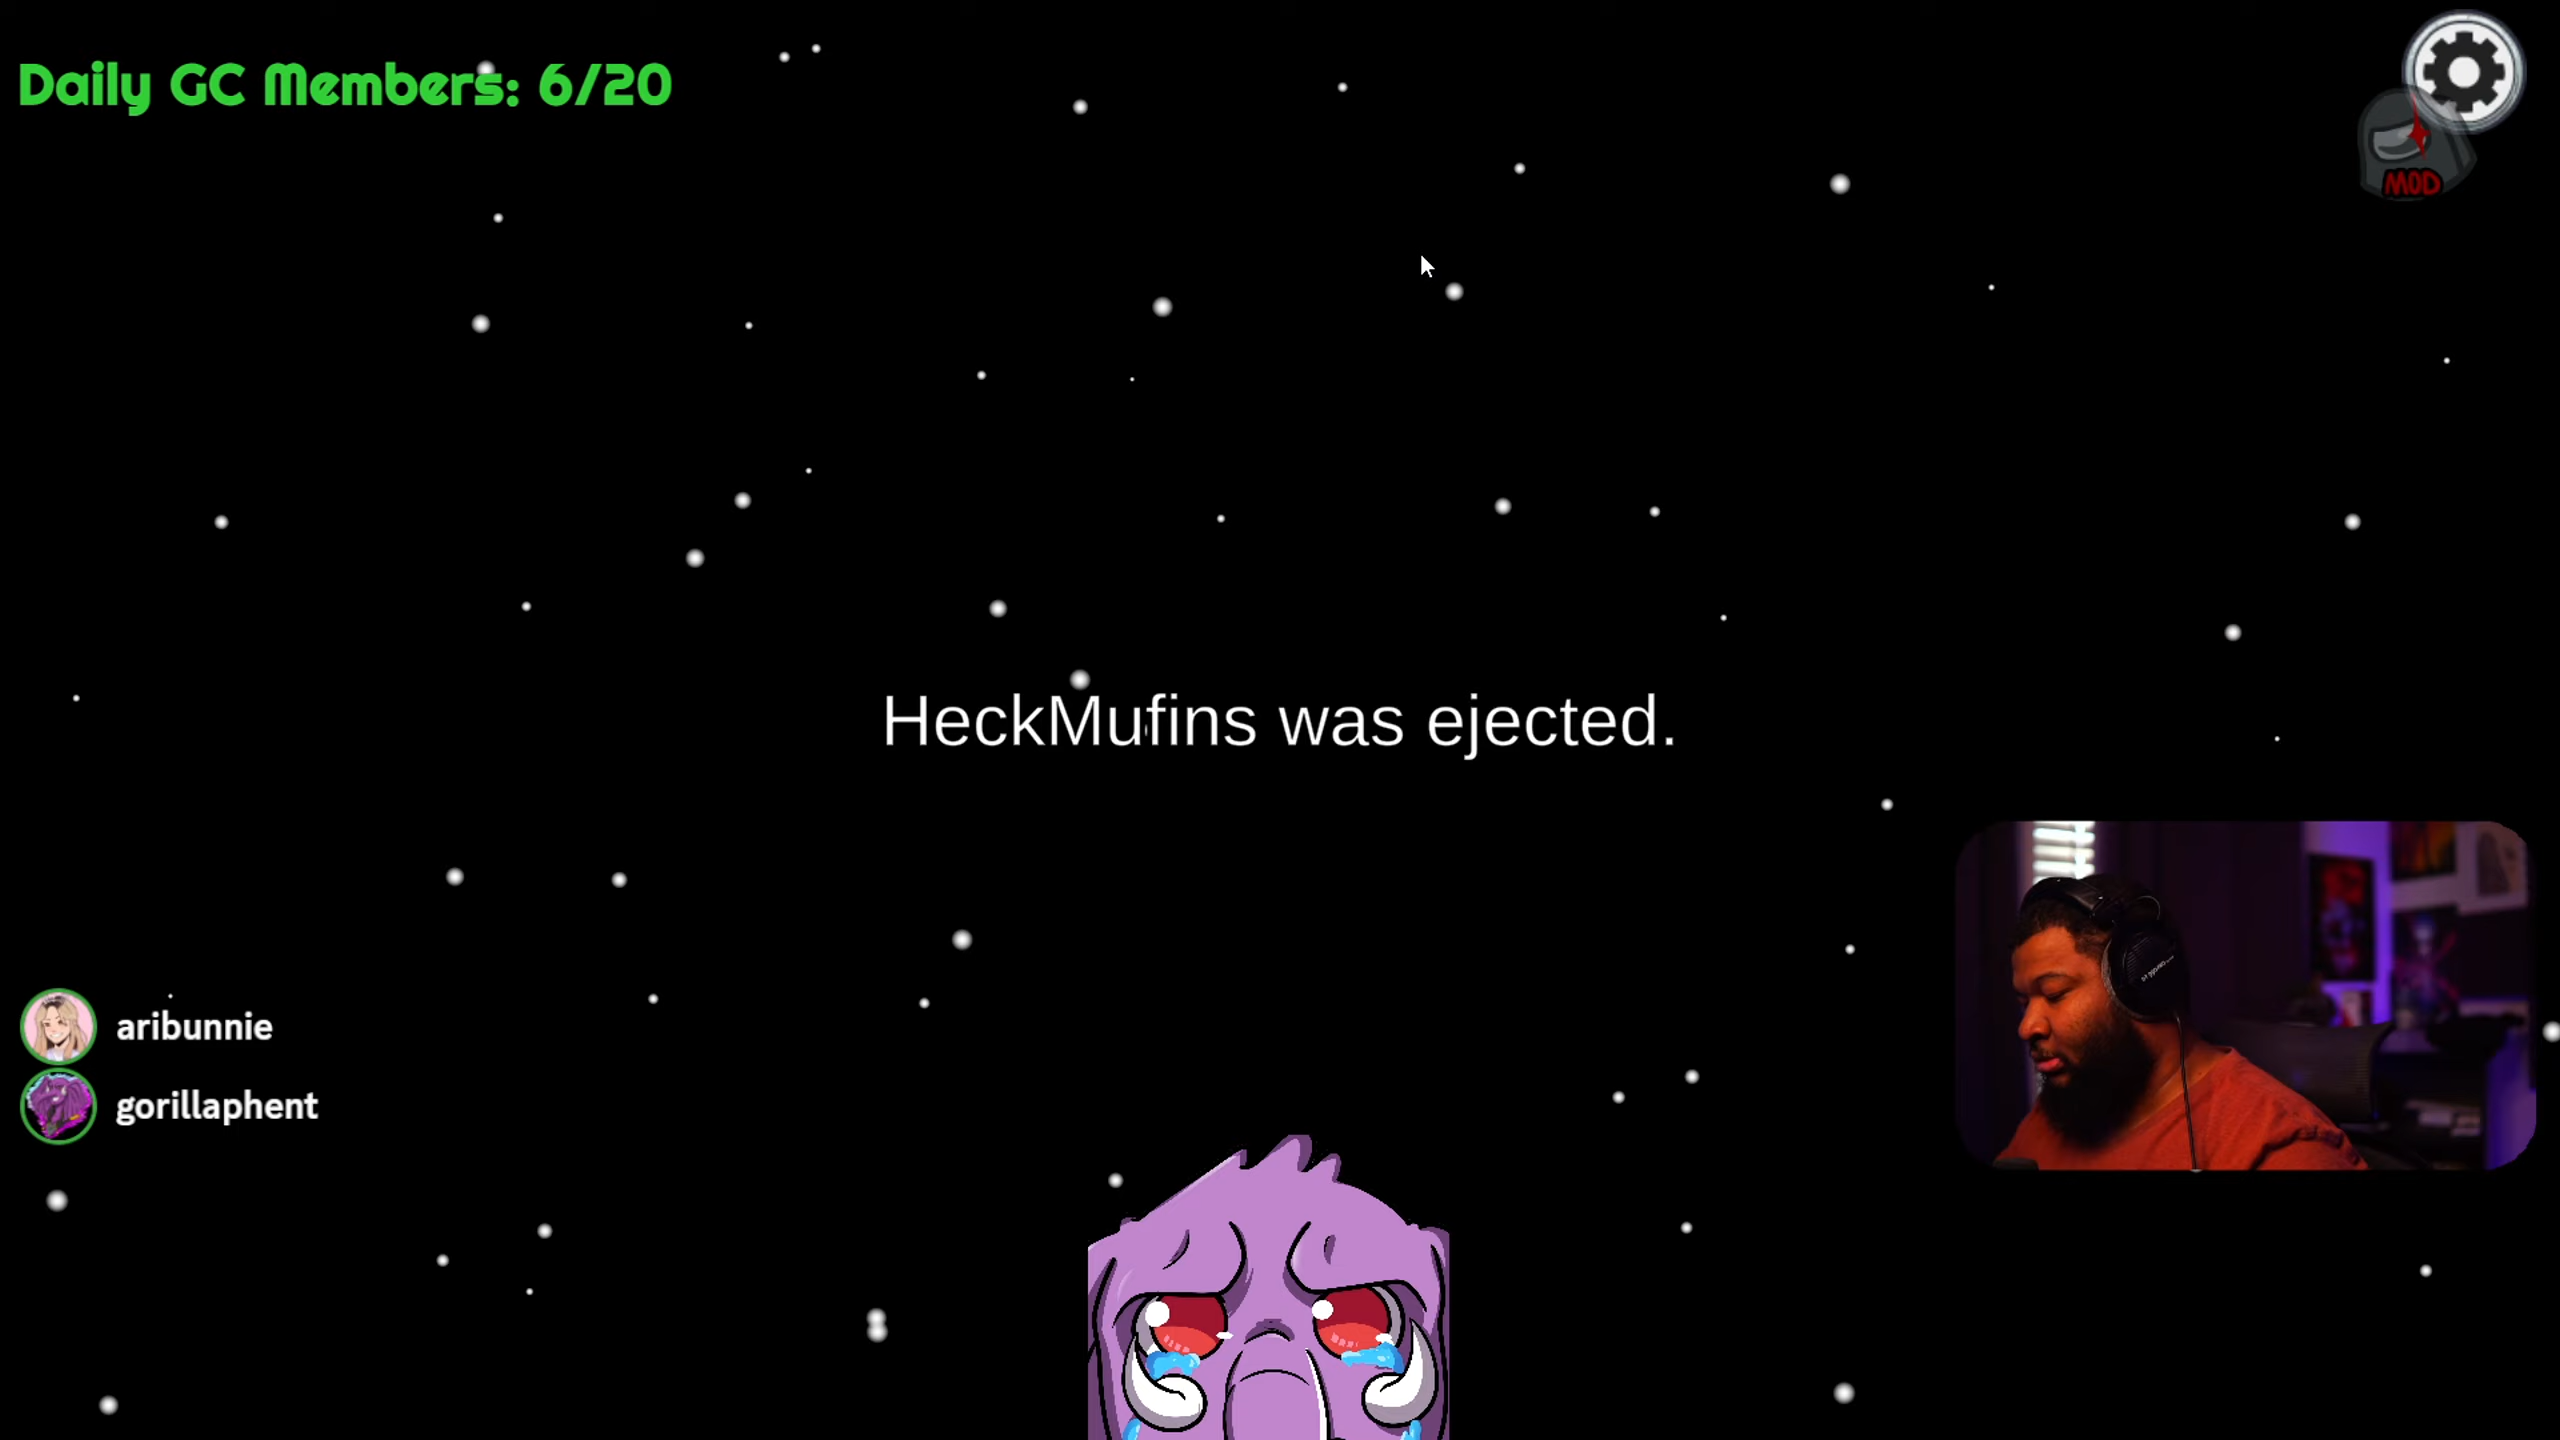 Daily GC Members: 6/20
MOD
HeckMufins was ejected.
aribunnie
gorillaphent